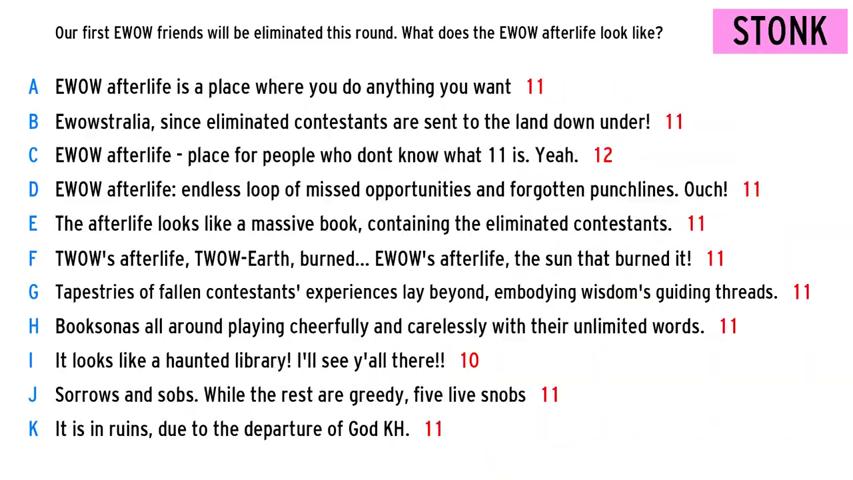 Our first EWOW friends will be eliminated this round. What does the EWOW afterlife look like?
STONK
A EWOW afterlife is a place where you do anything you want 11
B Ewowstralia, since eliminated contestants are sent to the land down under! 11
C EWOW afterlife - place for people who dont know what 11 is. Yeah. 12
D EWOW afterlife: endless loop of missed opportunities and forgotten punchlines. Ouch! 11
E The afterlife looks like a massive book, containing the eliminated contestants. 11
F TWOW's afterlife, TWOW-Earth, burned... EWOW's afterlife, the sun that burned it! 11
G Tapestries of fallen contestants' experiences lay beyond, embodying wisdom's guiding threads. 11
H Booksonas all around playing cheerfully and carelessly with their unlimited words. 11
I It looks like a haunted library! I'll see y'all there!! 10
J Sorrows and sobs. While the rest are greedy, five live snobs 11
K It is in ruins, due to the departure of God KH. 11